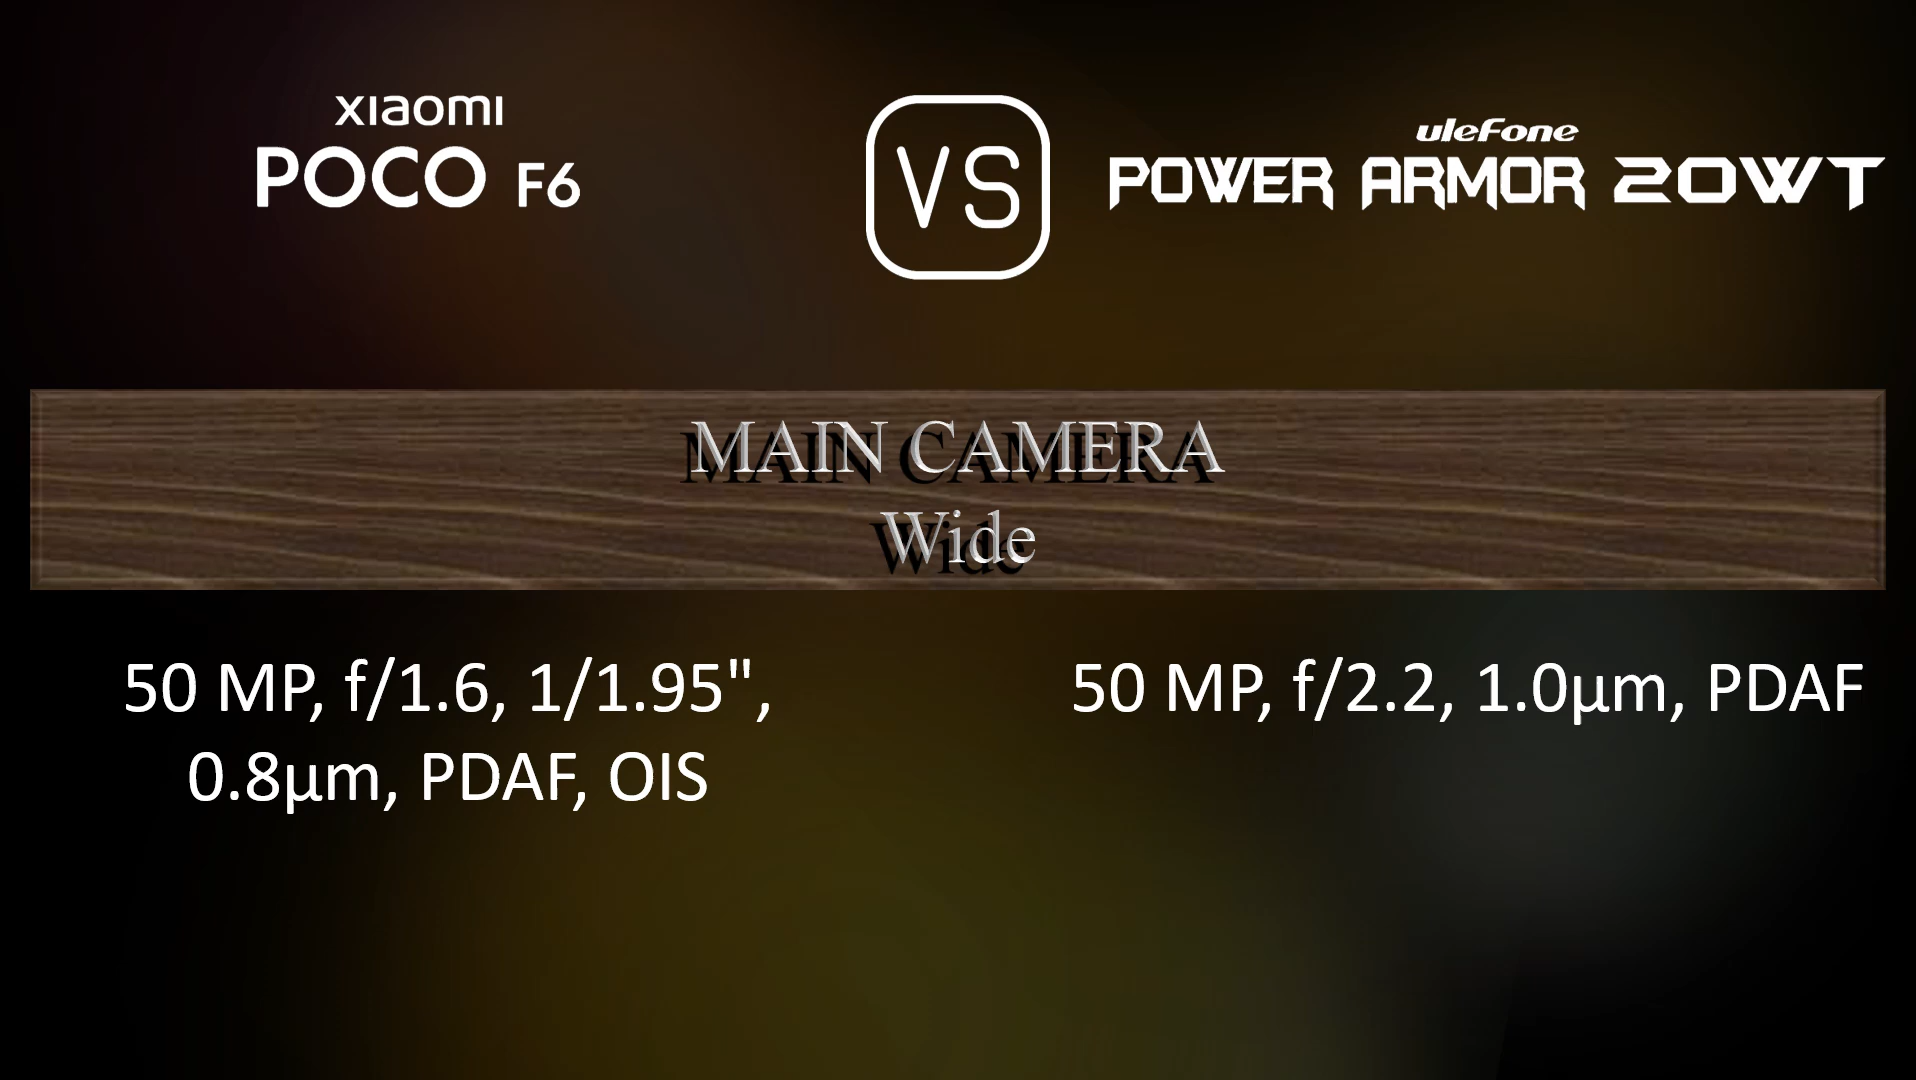 xiaomi
POCO F6
VS
uleFone
POWER ARMOR 20WT
MAIN CAMERA
Wide
50 MP, f/1.6, 1/1.95",
0.8µm, PDAF, OIS
50 MP, f/2.2, 1.0µm, PDAF